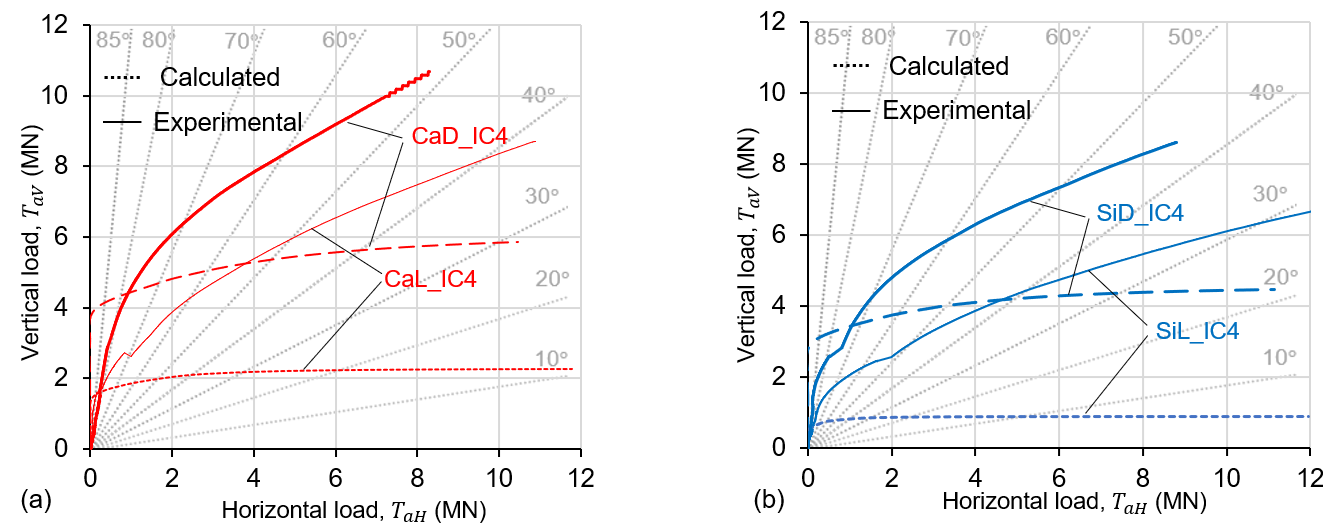 12
10
8
6
4
2
0
Vertical load, TaV (MN)
85°
80°
70°
60°
50°
40°
30°
20°
10°
Calculated
Experimental
CaD_IC4
CaL_IC4
0 2 4 6 8 10 12
Horizontal load, TaH (MN)
(a)
12
10
8
6
4
2
0
Vertical load, TaV (MN)
85°
80°
70°
60°
50°
40°
30°
20°
10°
Calculated
Experimental
SiD_IC4
SiL_IC4
0 2 4 6 8 10 12
Horizontal load, TaH (MN)
(b)